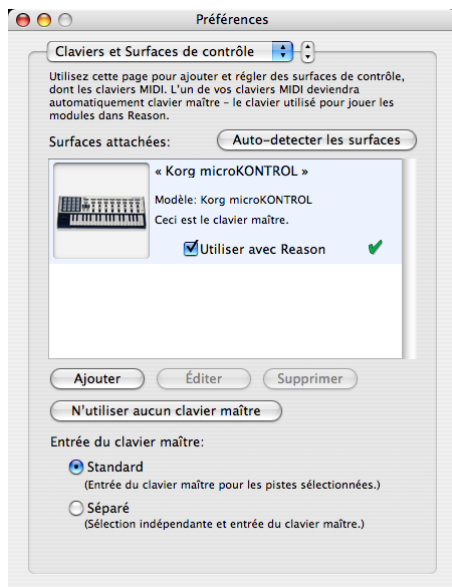 Préférences
Claviers et Surfaces de contrôle
Utilisez cette page pour ajouter et régler des surfaces de contrôle,
dont les claviers MIDI. L'un de vos claviers MIDI deviendra
automatiquement clavier maître – le clavier utilisé pour jouer les
modules dans Reason.
Surfaces attachées:
Auto-detecter les surfaces
« Korg microKONTROL »
Modèle: Korg microKONTROL
Ceci est le clavier maître.
Utiliser avec Reason
Ajouter
Éditer
Supprimer
N'utiliser aucun clavier maître
Entrée du clavier maître:
Standard
(Entrée du clavier maître pour les pistes sélectionnées.)
Séparé
(Sélection indépendante et entrée du clavier maître.)